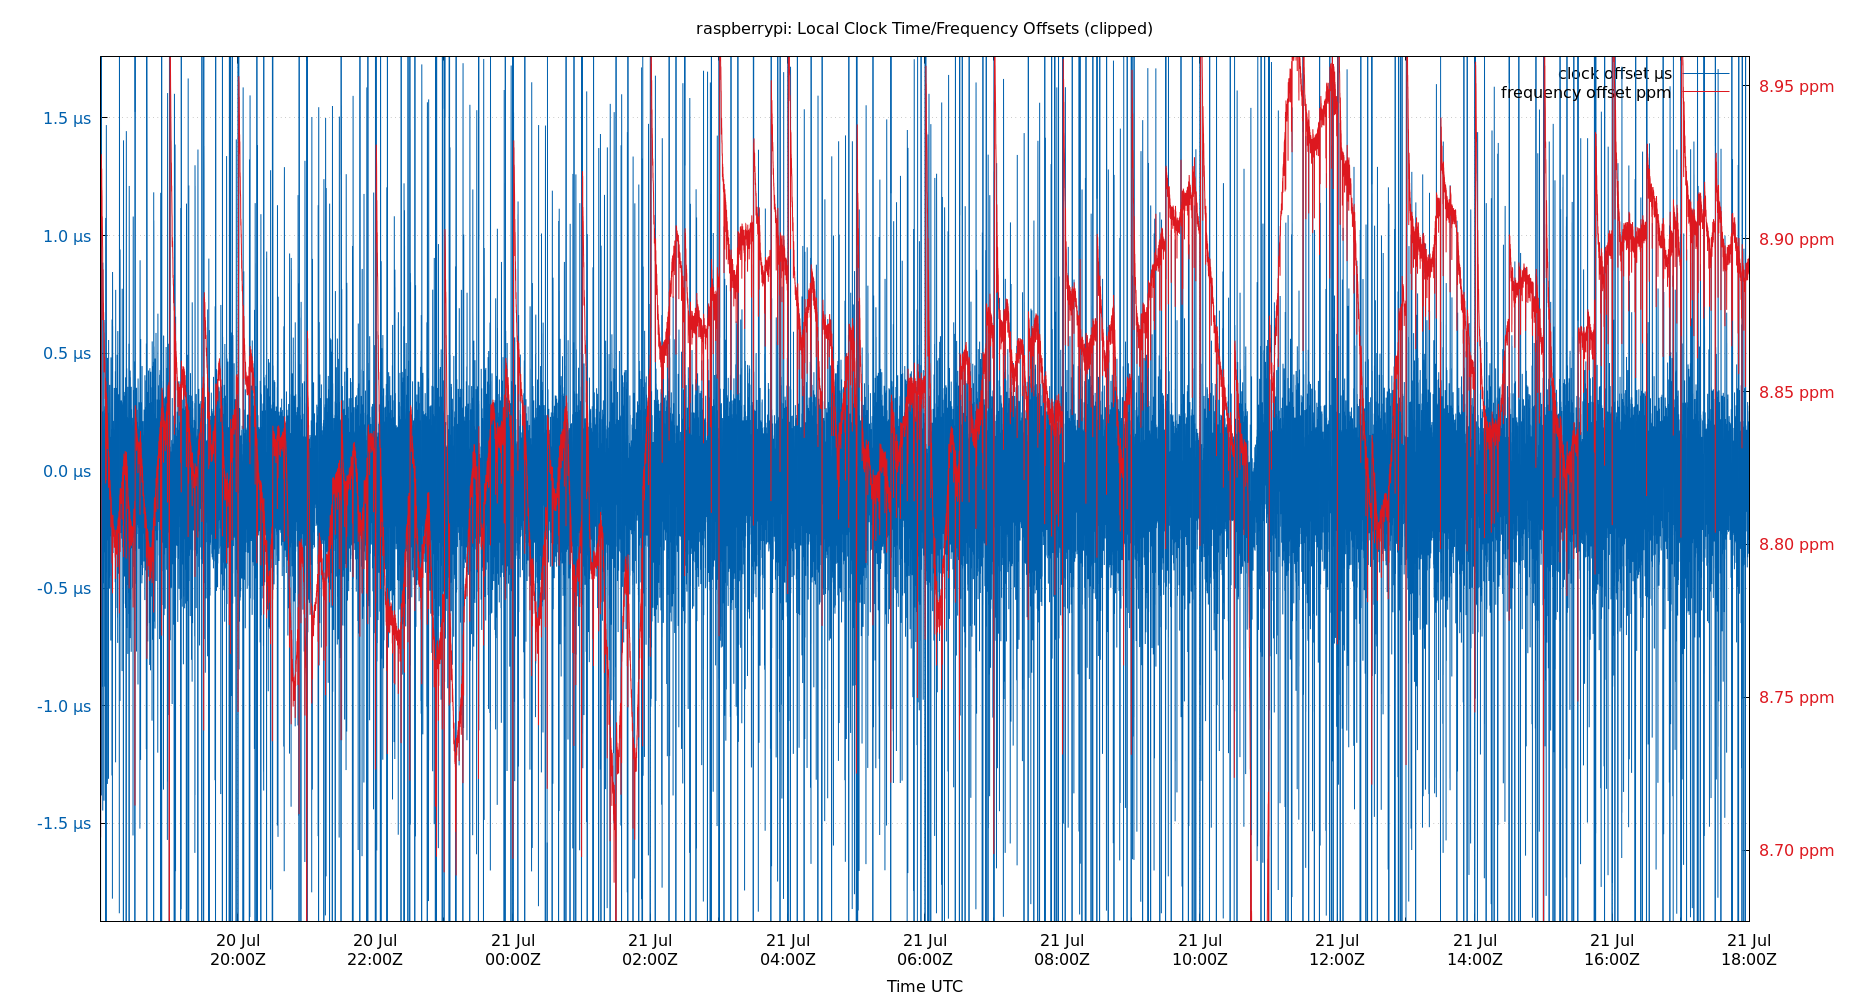 raspberrypi: Local Clock Time/Frequency Offsets (clipped)
clock offset µs
frequency offset ppm
1.5 µs
1.0 µs
0.5 µs
0.0 µs
-0.5 µs
-1.0 µs
-1.5 µs
8.95 ppm
8.90 ppm
8.85 ppm
8.80 ppm
8.75 ppm
8.70 ppm
20 Jul
20:00Z
20 Jul
22:00Z
21 Jul
00:00Z
21 Jul
02:00Z
21 Jul
04:00Z
21 Jul
06:00Z
21 Jul
08:00Z
21 Jul
10:00Z
21 Jul
12:00Z
21 Jul
14:00Z
21 Jul
16:00Z
21 Jul
18:00Z
Time UTC